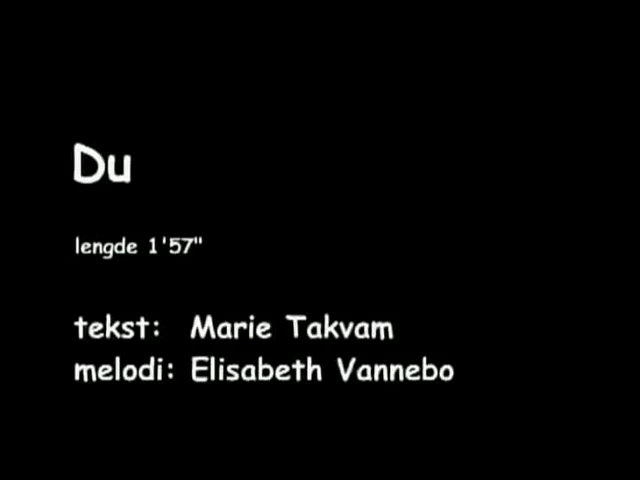 Du
lengde 1'57"
tekst: Marie Takvam
melodi: Elisabeth Vannebo